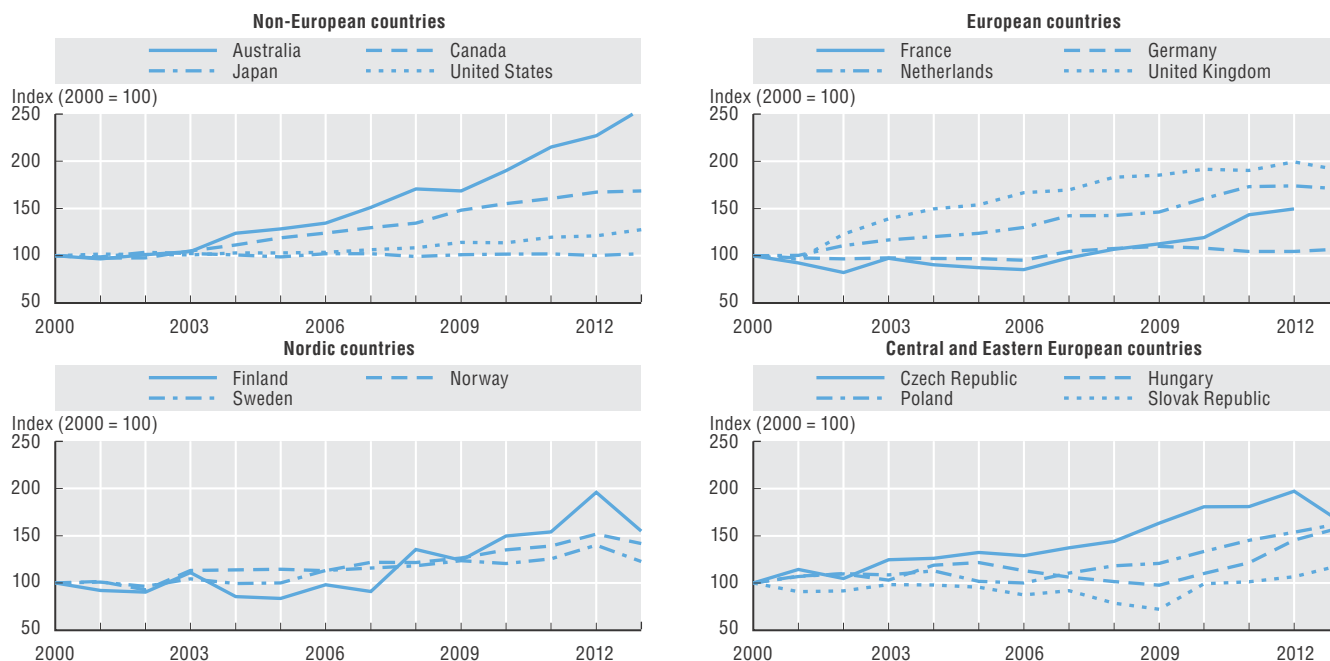 Non-European countries
Australia Canada
Japan United States
Index (2000 = 100)
250
200
150
100
50
2000 2003 2006 2009 2012
European countries
France Germany
Netherlands United Kingdom
Index (2000 = 100)
250
200
150
100
50
2000 2003 2006 2009 2012
Nordic countries
Finland Norway
Sweden
Index (2000 = 100)
250
200
150
100
50
2000 2003 2006 2009 2012
Central and Eastern European countries
Czech Republic Hungary
Poland Slovak Republic
Index (2000 = 100)
250
200
150
100
50
2000 2003 2006 2009 2012